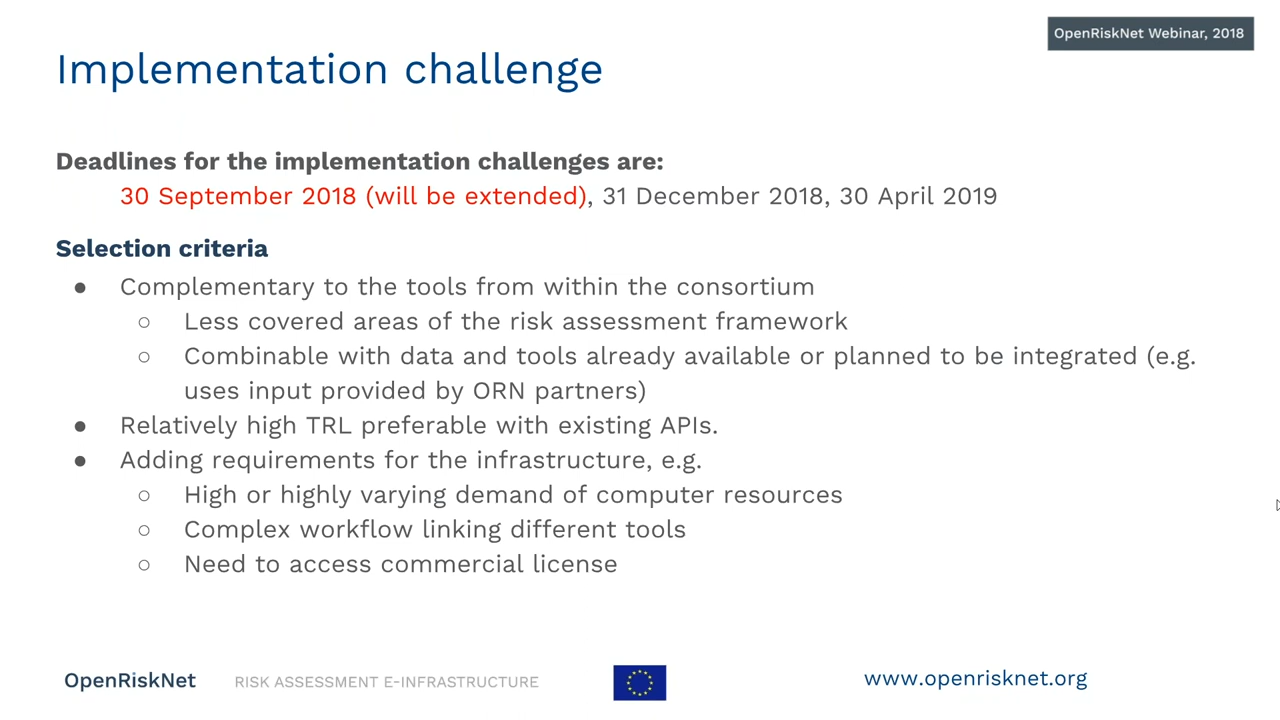 OpenRiskNet Webinar, 2018
Implementation challenge
Deadlines for the implementation challenges are:
30 September 2018 (will be extended), 31 December 2018, 30 April 2019
Selection criteria
● Complementary to the tools from within the consortium
○ Less covered areas of the risk assessment framework
○ Combinable with data and tools already available or planned to be integrated (e.g.
uses input provided by ORN partners)
● Relatively high TRL preferable with existing APIs.
● Adding requirements for the infrastructure, e.g.
○ High or highly varying demand of computer resources
○ Complex workflow linking different tools
○ Need to access commercial license
OpenRiskNet RISK ASSESSMENT E-INFRASTRUCTURE www.openrisknet.org